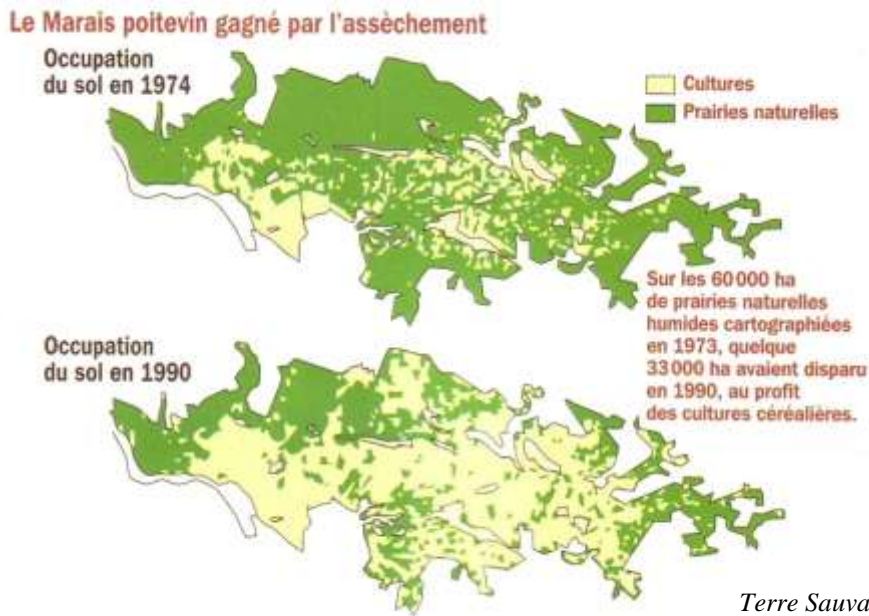 Le Marais poitevin gagné par l'assèchement
Occupation
du sol en 1974
Cultures
Prairies naturelles
Sur les 60 000 ha
de prairies naturelles
humides cartographiées
en 1973, quelque
33 000 ha avaient disparu
en 1990, au profit
des cultures céréalières.
Occupation
du sol en 1990
Terre Sauva